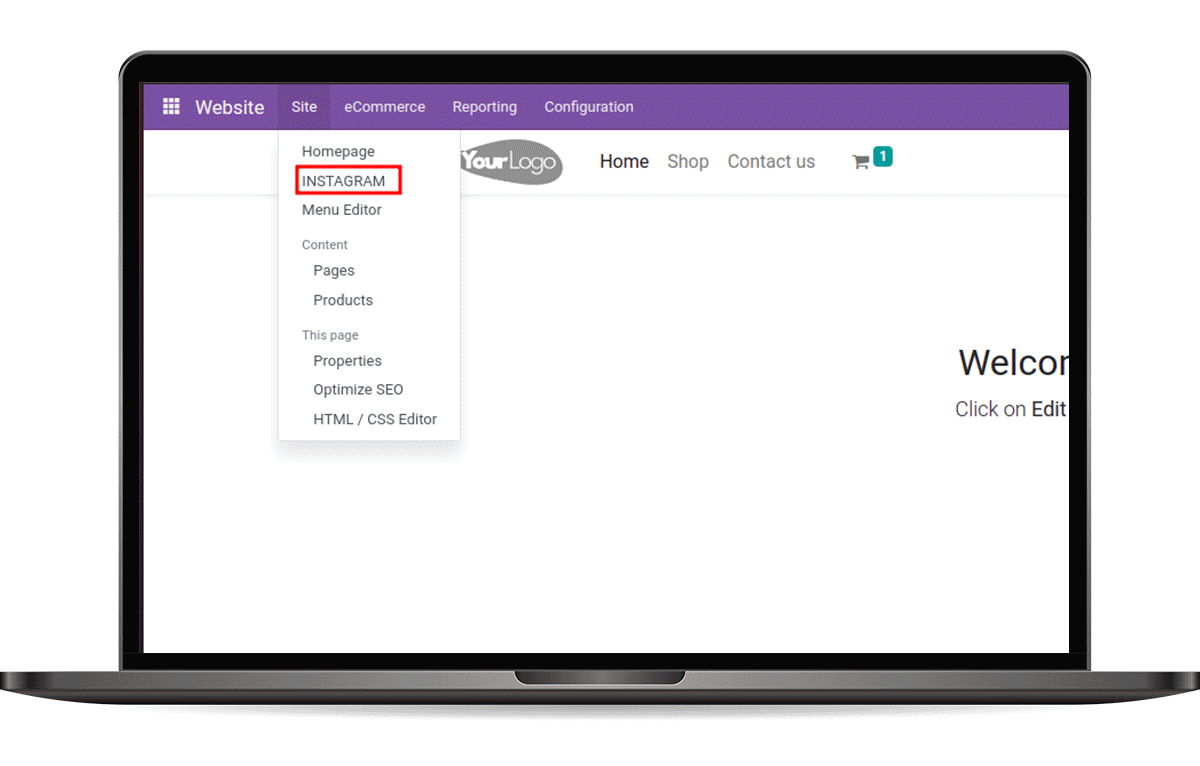 Website Site eCommerce Reporting Configuration
Homepage
INSTAGRAM
Menu Editor
Content
Pages
Products
This page
Properties
Optimize SEO
HTML / CSS Editor
YourLogo Home Shop Contact us 1
Welcom
Click on Edit